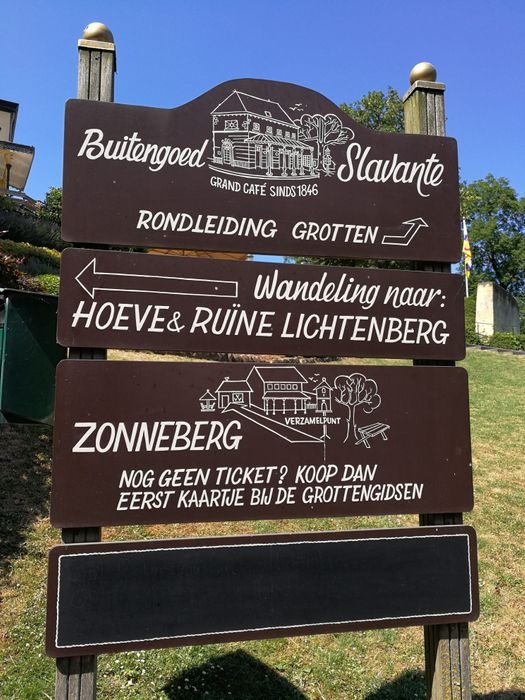 Buitengoed Slavante
GRAND CAFÉ SINDS 1846
RONDLEIDING GROTTEN
Wandeling naar:
HOEVE & RUÏNE LICHTENBERG
VERZAMELPUNT
ZONNEBERG
NOG GEEN TICKET? KOOP DAN
EERST KAARTJE BIJ DE GROTTENGIDSEN